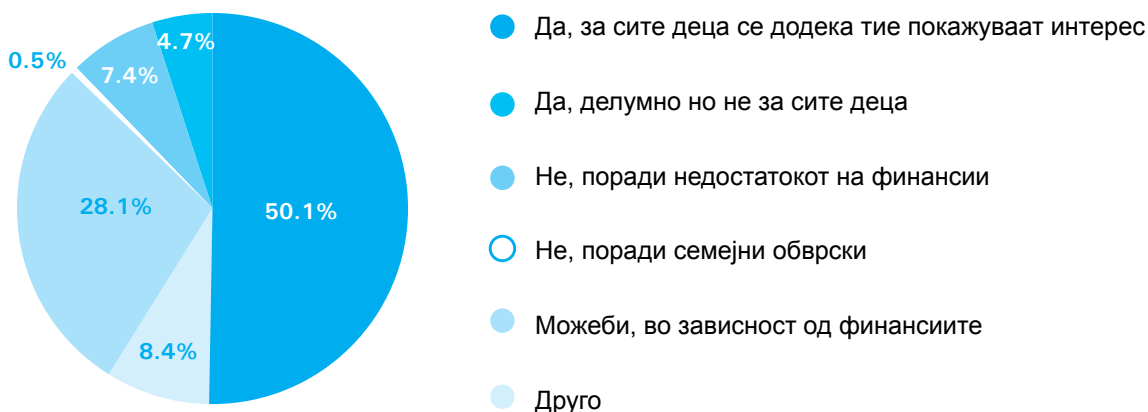 4.7%
0.5%
7.4%
28.1%
50.1%
8.4%
Да, за сите деца се додека тие покажуваат интерес
Да, делумно но не за сите деца
Не, поради недостатокот на финансии
Не, поради семејни обврски
Можеби, во зависност од финансиите
Друго